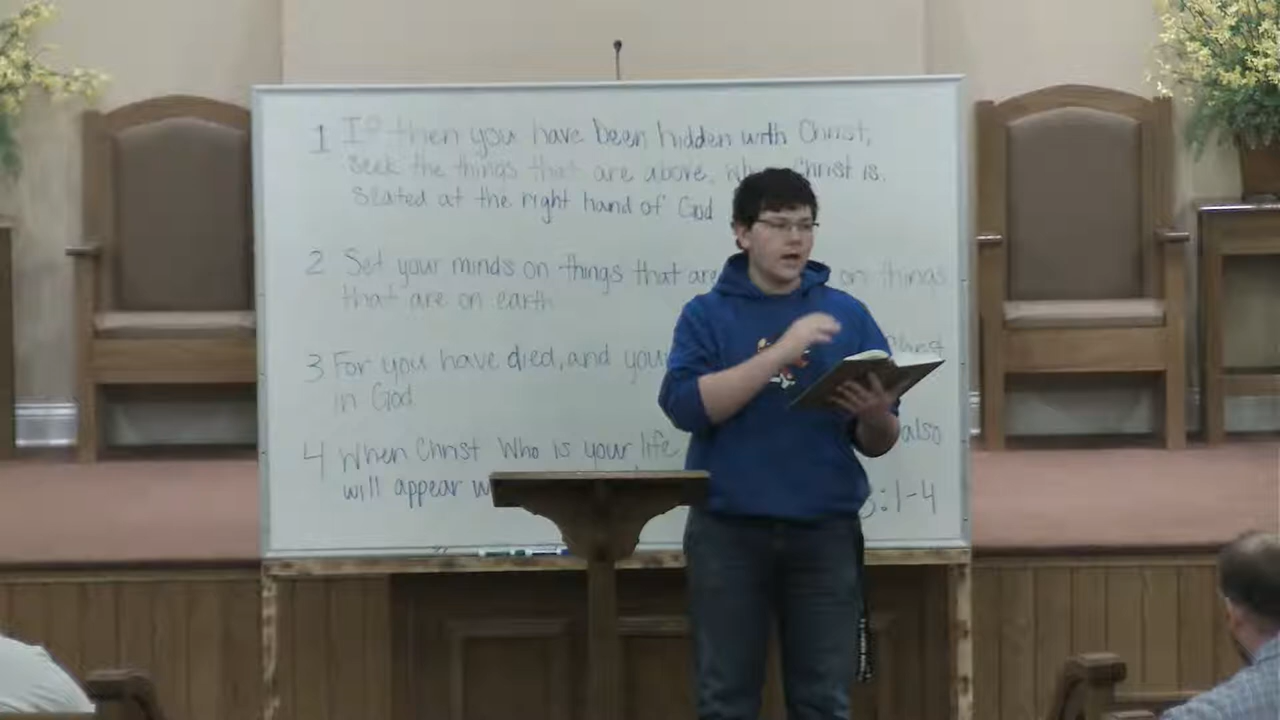 1 If then you have been hidden with Christ,
seek the things that are above, Christ is,
seated at the right hand of God
2 Set your minds on things that are on things
that are on earth
3 For you have died, and your Christ
in God
4 When Christ Who is your life also
will appear 3:1-4